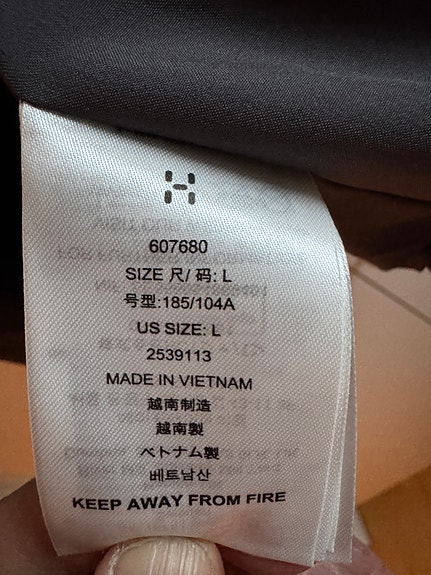 607680
SIZE 尺/ 码: L
号型:185/104A
US SIZE: L
2539113
MADE IN VIETNAM
越南制造
越南製
ベトナム製
베트남산
KEEP AWAY FROM FIRE